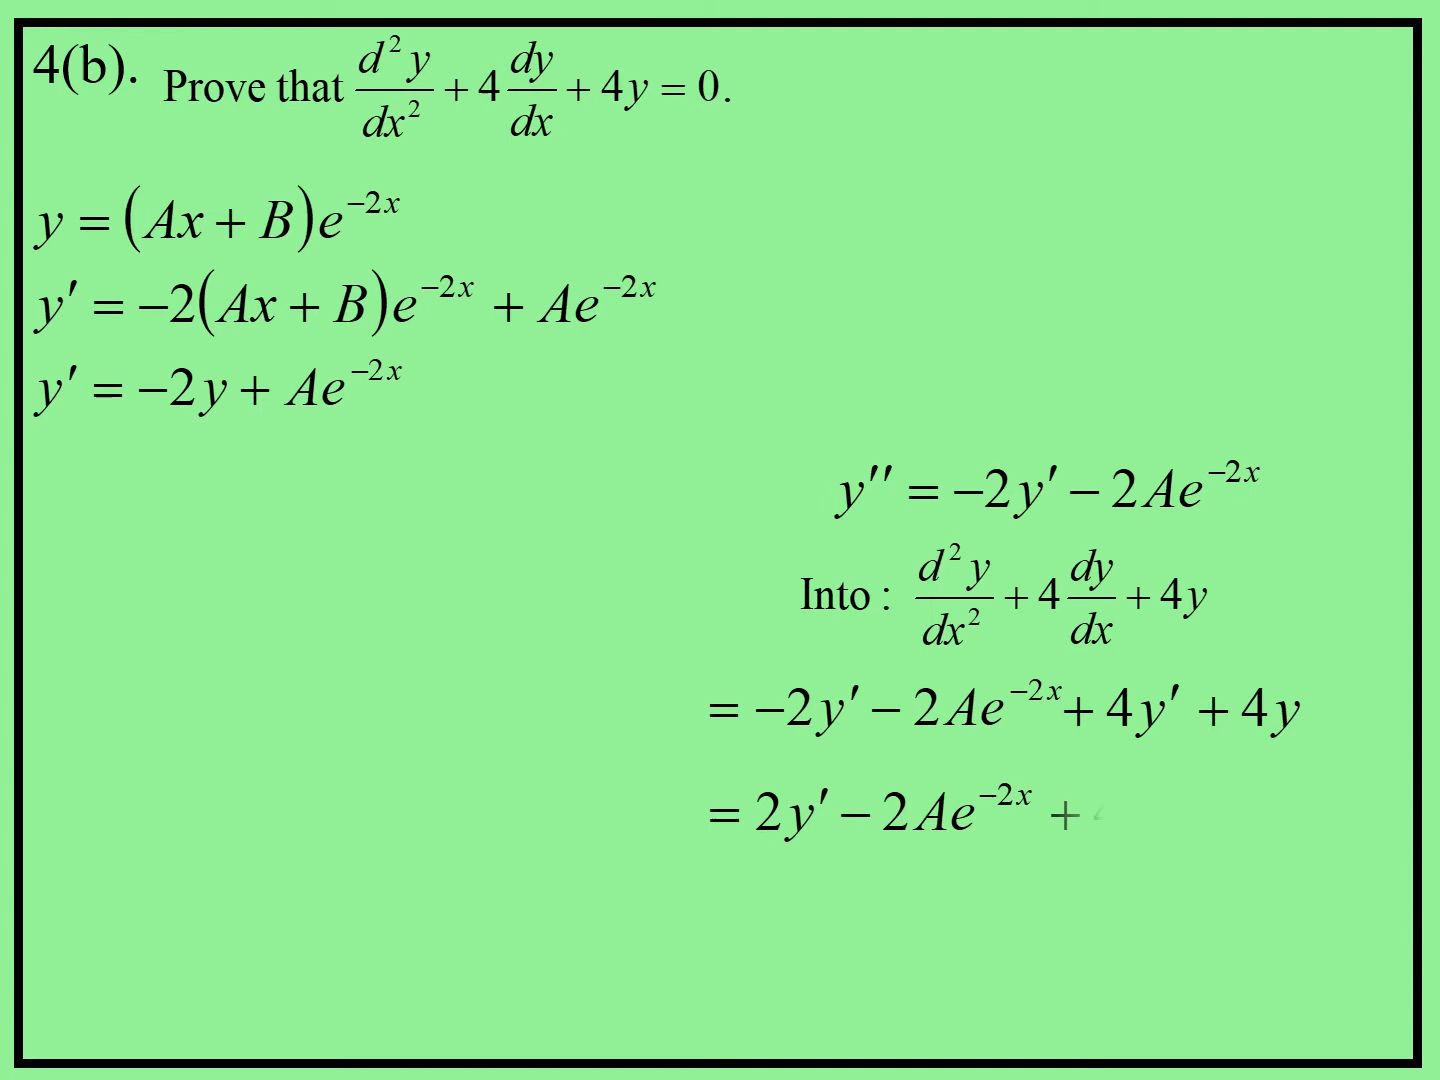 4(b). Prove that d²y/dx² + 4 dy/dx + 4y = 0.
y = (Ax + B)e^(−2x)
y′ = −2(Ax + B)e^(−2x) + Ae^(−2x)
y′ = −2y + Ae^(−2x)
y′′ = −2y′ − 2Ae^(−2x)
Into : d²y/dx² + 4 dy/dx + 4y
= −2y′ − 2Ae^(−2x) + 4y′ + 4y
= 2y′ − 2Ae^(−2x) +